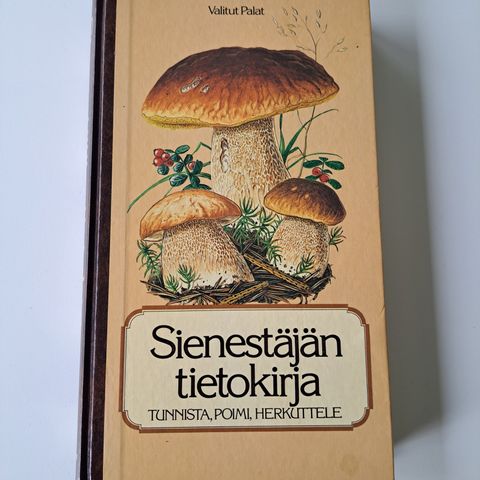 Valitut Palat
Sienestäjän
tietokirja
TUNNISTA, POIMI, HERKUTTELE